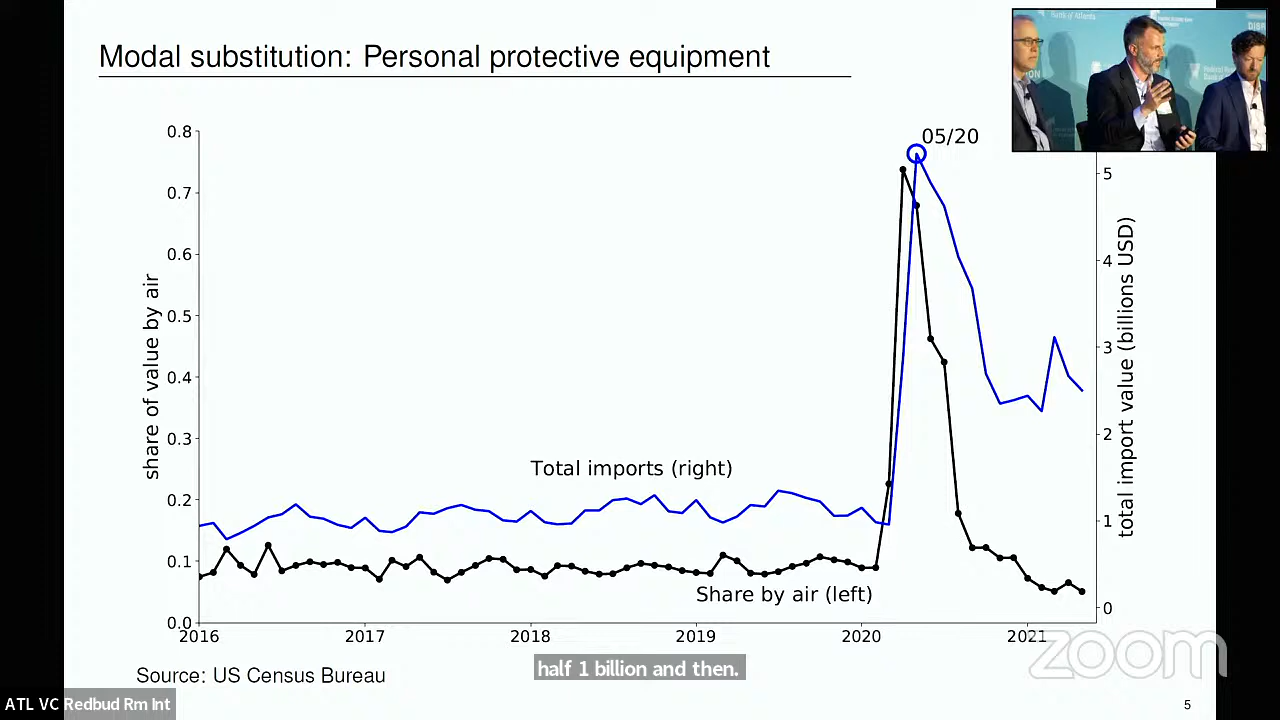 Modal substitution: Personal protective equipment
Bank of Atlanta
05/20
0.8
0.7
0.6
0.5
0.4
0.3
0.2
0.1
0.0
share of value by air
5
4
3
2
1
0
total import value (billions USD)
Total imports (right)
Share by air (left)
2016
2017
2018
2019
2020
2021
zoom
half 1 billion and then.
Source: US Census Bureau
ATL VC Redbud Rm Int
5